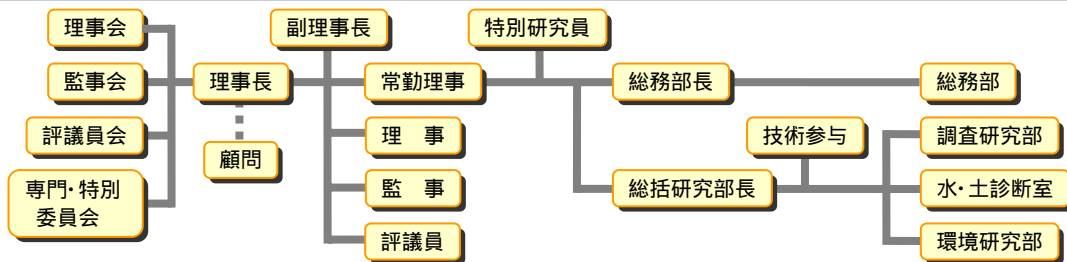 理事会
副理事長
特別研究員
監事会
理事長
常勤理事
総務部長
総務部
評議員会
理　事
技術参与
調査研究部
顧問
専門・特別
委員会
監　事
総括研究部長
水・土診断室
評議員
環境研究部